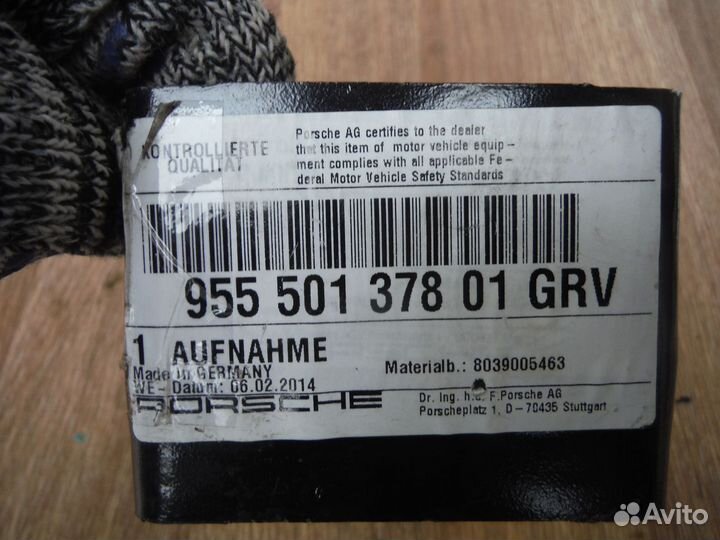 KONTROLLIERTE
QUALITÄT
Porsche AG certifies to the dealer
that this item of motor vehicle equip-
ment complies with all applicable Fe-
deral Motor Vehicle Safety Standards
955 501 378 01 GRV
1 AUFNAHME
Made in GERMANY
WE- Datum: 06.02.2014
Materialb.: 8039005463
PORSCHE
Dr. Ing. h.c. F.Porsche AG
Porscheplatz 1, D-70435 Stuttgart
Avito